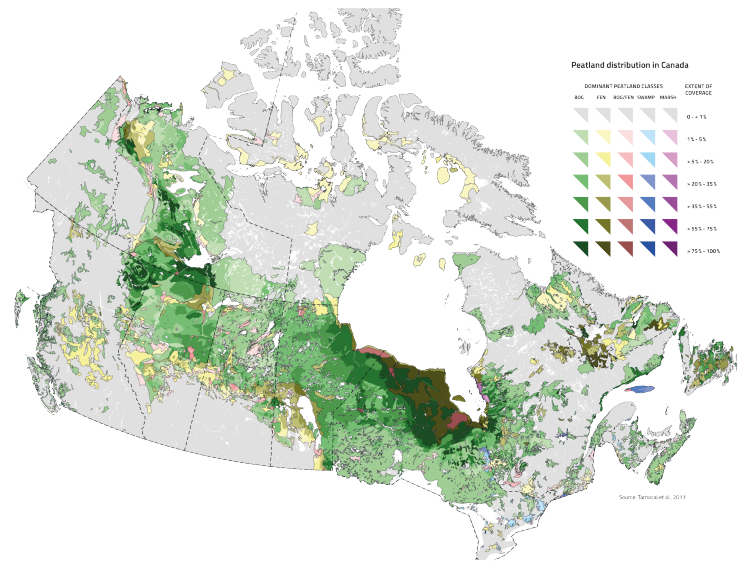 Peatland distribution in Canada
DOMINANT PEATLAND CLASSES
EXTENT OF
COVERAGE
BOG FEN BOG/FEN SWAMP MARSH
0 - < 1%
1% - 5%
> 5% - 20%
> 20% - 35%
> 35% - 55%
> 55% - 75%
> 75% - 100%
Source: Tarnocai et al., 2011